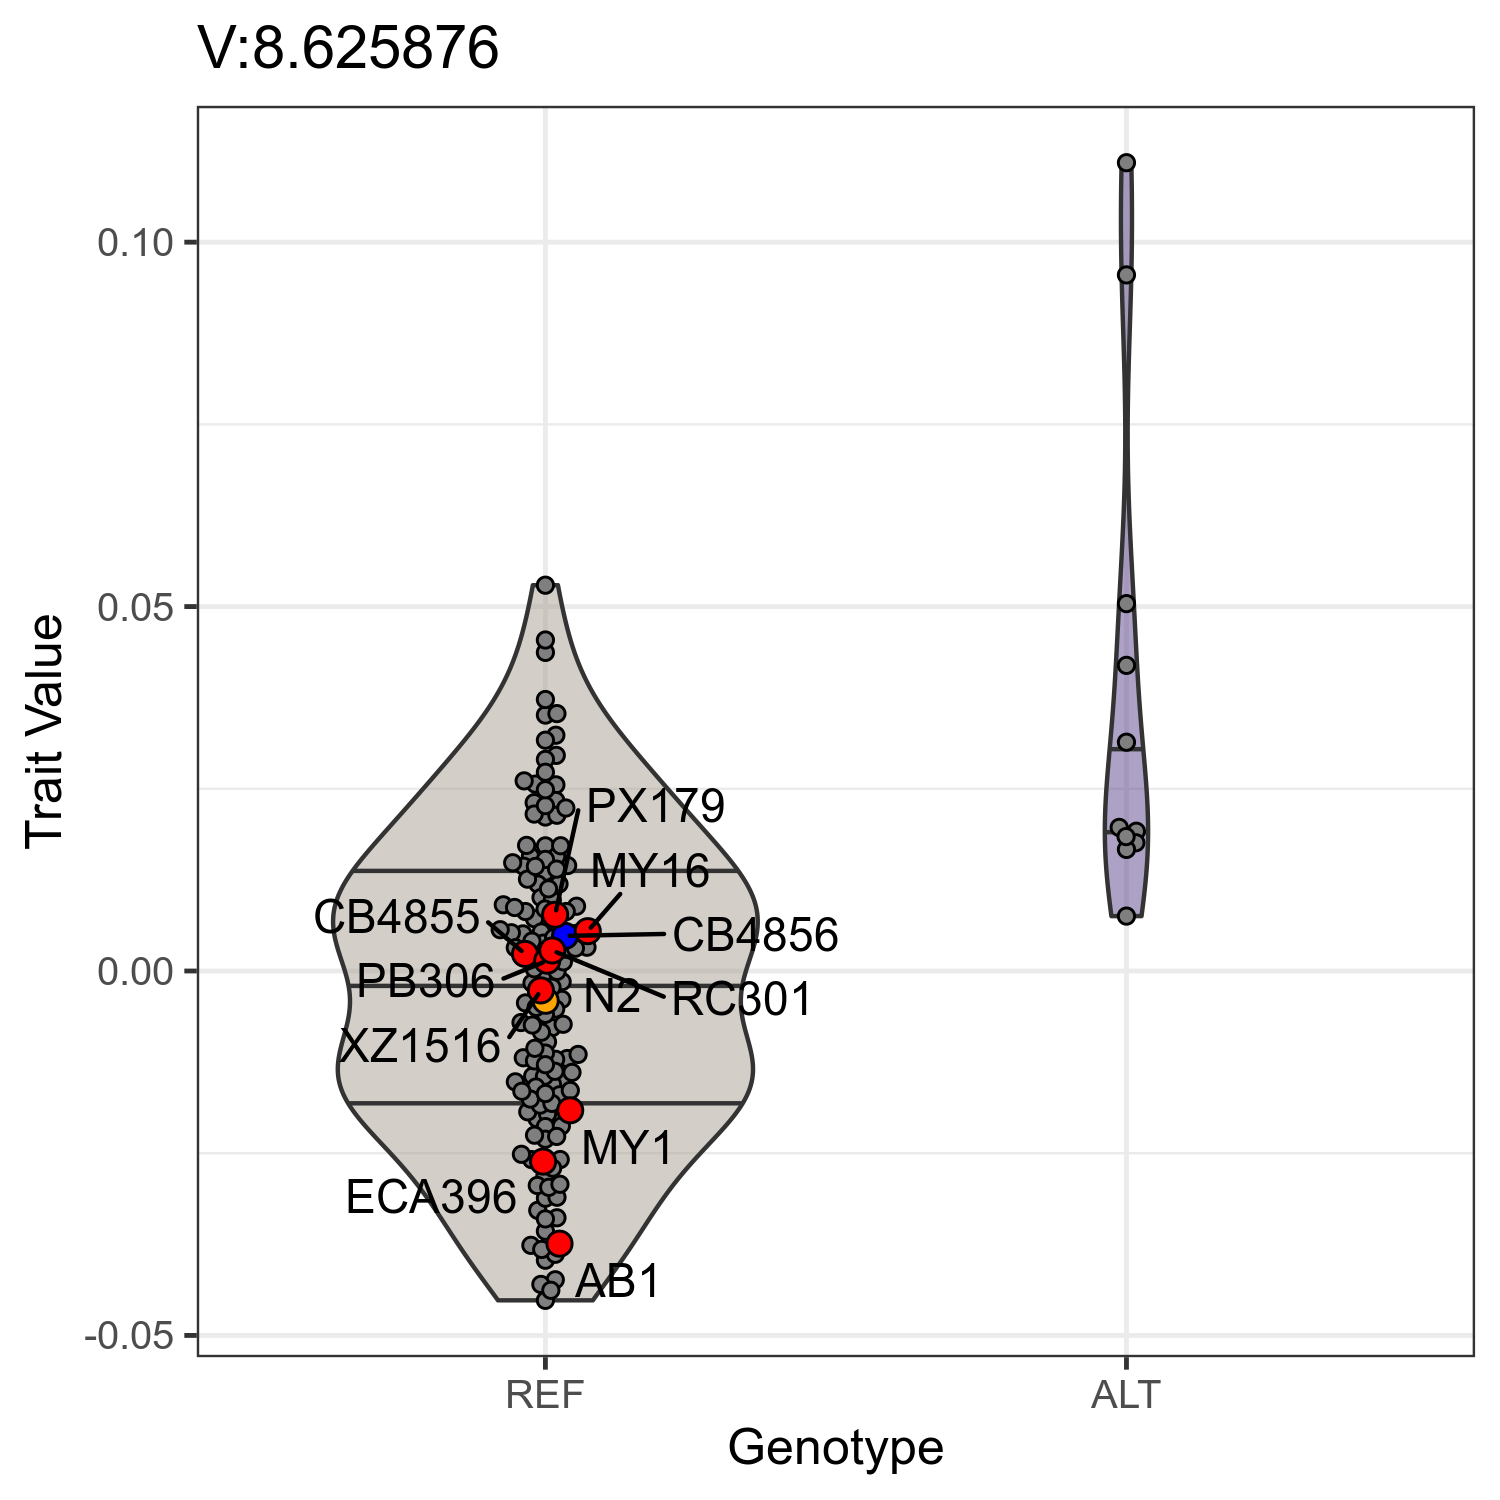 V:8.625876
Trait Value
0.10
0.05
0.00
-0.05
PX179
MY16
CB4855
CB4856
PB306
N2
RC301
XZ1516
MY1
ECA396
AB1
REF
ALT
Genotype